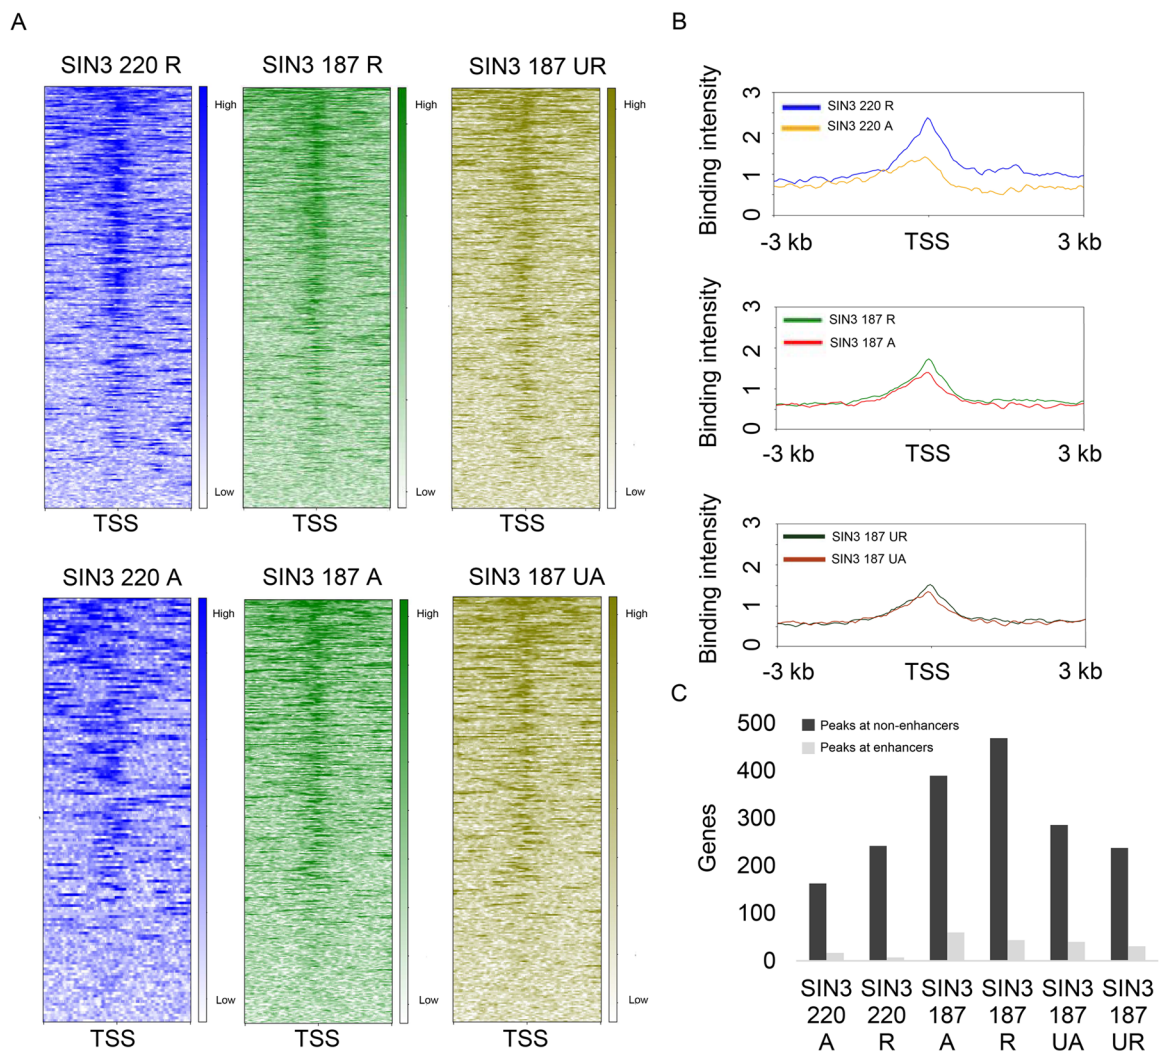 A
SIN3 220 R
SIN3 187 R
SIN3 187 UR
High
High
High
Low
Low
Low
TSS
TSS
TSS
SIN3 220 A
SIN3 187 A
SIN3 187 UA
High
High
High
Low
Low
Low
TSS
TSS
TSS
B
Binding intensity
3
2
1
0
SIN3 220 R
SIN3 220 A
-3 kb
TSS
3 kb
Binding intensity
3
2
1
0
SIN3 187 R
SIN3 187 A
-3 kb
TSS
3 kb
Binding intensity
3
2
1
0
SIN3 187 UR
SIN3 187 UA
-3 kb
TSS
3 kb
C
Genes
500
400
300
200
100
0
Peaks at non-enhancers
Peaks at enhancers
SIN3
220
A
SIN3
220
R
SIN3
187
A
SIN3
187
R
SIN3
187
UA
SIN3
187
UR